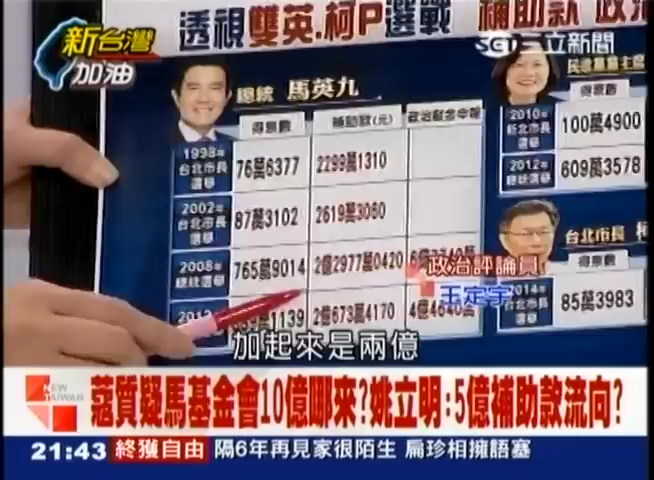 新台灣
加油
透視雙英.柯P選戰 補助款 政
SET三立新聞
總統 馬英九
得票數 補助款(元) 政治獻金申報
1998年台北市長選舉 76萬6377 2299萬1310
2002年台北市長選舉 87萬3102 2619萬3060
2008年總統選舉 765萬9014 2億2977萬0420
1139 2億673萬4170
民進黨黨主席
得票數
2010年新北市長選舉 100萬4900
2012年總統選舉 609萬3578
台北市長 柯
得票數
2014年台北市長選舉 85萬3983
政治評論員
王定宇
加起來是兩億
NEW TAIWAN
蔻質疑馬基金會10億哪來?姚立明:5億補助款流向?
21:43 終獲自由 隔6年再見家很陌生 扁珍相擁語塞